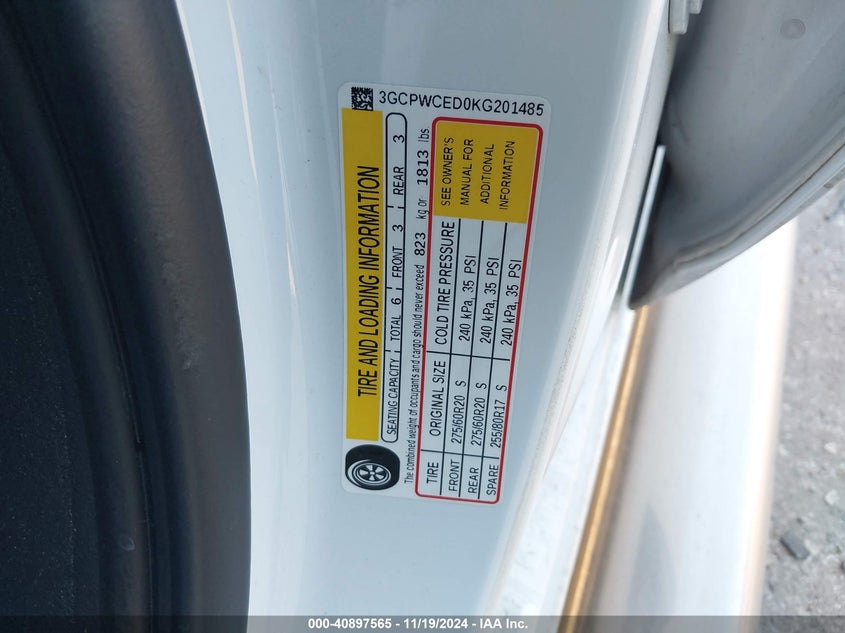 3GCPWCED0KG201485
TIRE AND LOADING INFORMATION
SEATING CAPACITY TOTAL 6 FRONT 3 REAR 3
The combined weight of occupants and cargo should never exceed 823 kg or 1813 lbs
TIRE ORIGINAL SIZE COLD TIRE PRESSURE
FRONT 275/60R20 S 240 kPa, 35 PSI
REAR 275/60R20 S 240 kPa, 35 PSI
SPARE 255/80R17 S 240 kPa, 35 PSI
SEE OWNER'S
MANUAL FOR
ADDITIONAL
INFORMATION
000-40897565 - 11/19/2024 - IAA Inc.